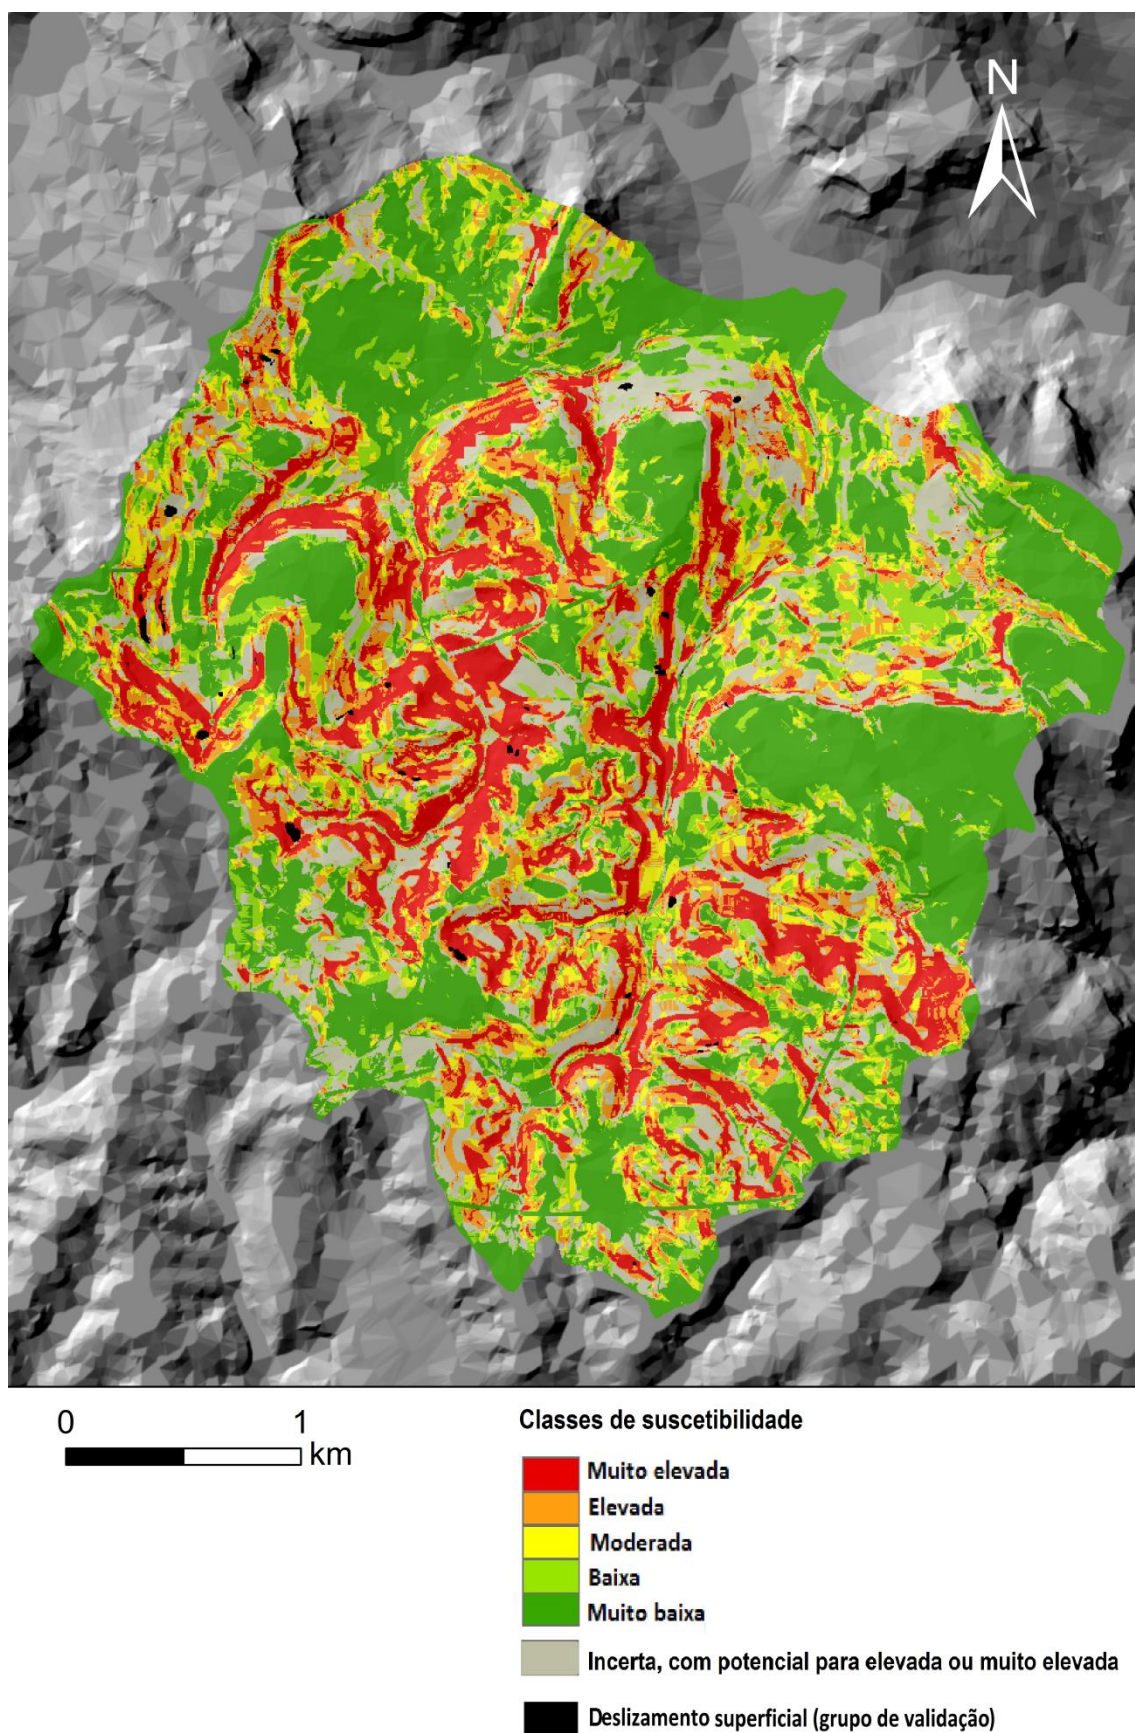 N
0 1
km
Classes de suscetibilidade
Muito elevada
Elevada
Moderada
Baixa
Muito baixa
Incerta, com potencial para elevada ou muito elevada
Deslizamento superficial (grupo de validação)